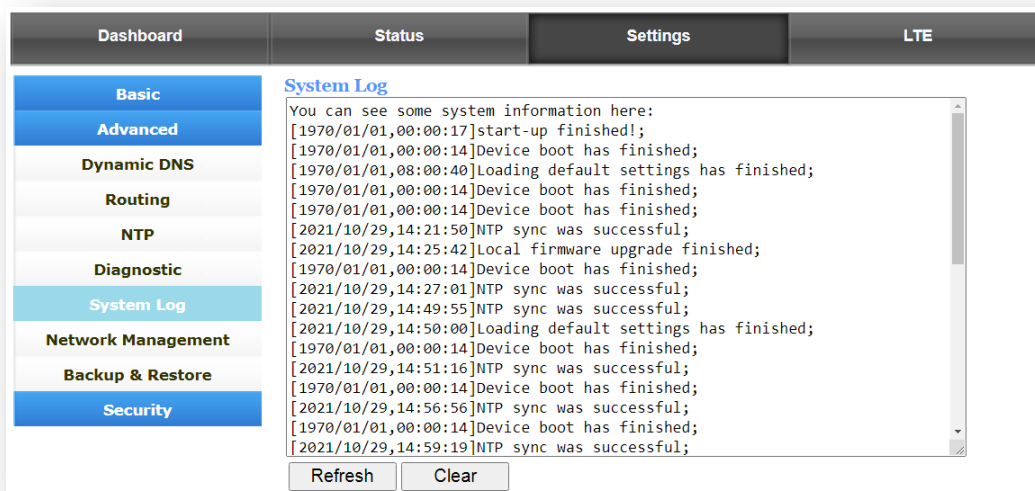 Dashboard Status Settings LTE
Basic
Advanced
Dynamic DNS
Routing
NTP
Diagnostic
System Log
Network Management
Backup & Restore
Security
System Log
You can see some system information here:
[1970/01/01,00:00:17]start-up finished!;
[1970/01/01,00:00:14]Device boot has finished;
[1970/01/01,08:00:40]Loading default settings has finished;
[1970/01/01,00:00:14]Device boot has finished;
[1970/01/01,00:00:14]Device boot has finished;
[2021/10/29,14:21:50]NTP sync was successful;
[2021/10/29,14:25:42]Local firmware upgrade finished;
[1970/01/01,00:00:14]Device boot has finished;
[2021/10/29,14:27:01]NTP sync was successful;
[2021/10/29,14:49:55]NTP sync was successful;
[2021/10/29,14:50:00]Loading default settings has finished;
[1970/01/01,00:00:14]Device boot has finished;
[2021/10/29,14:51:16]NTP sync was successful;
[1970/01/01,00:00:14]Device boot has finished;
[2021/10/29,14:56:56]NTP sync was successful;
[1970/01/01,00:00:14]Device boot has finished;
[2021/10/29,14:59:19]NTP sync was successful;
Refresh Clear